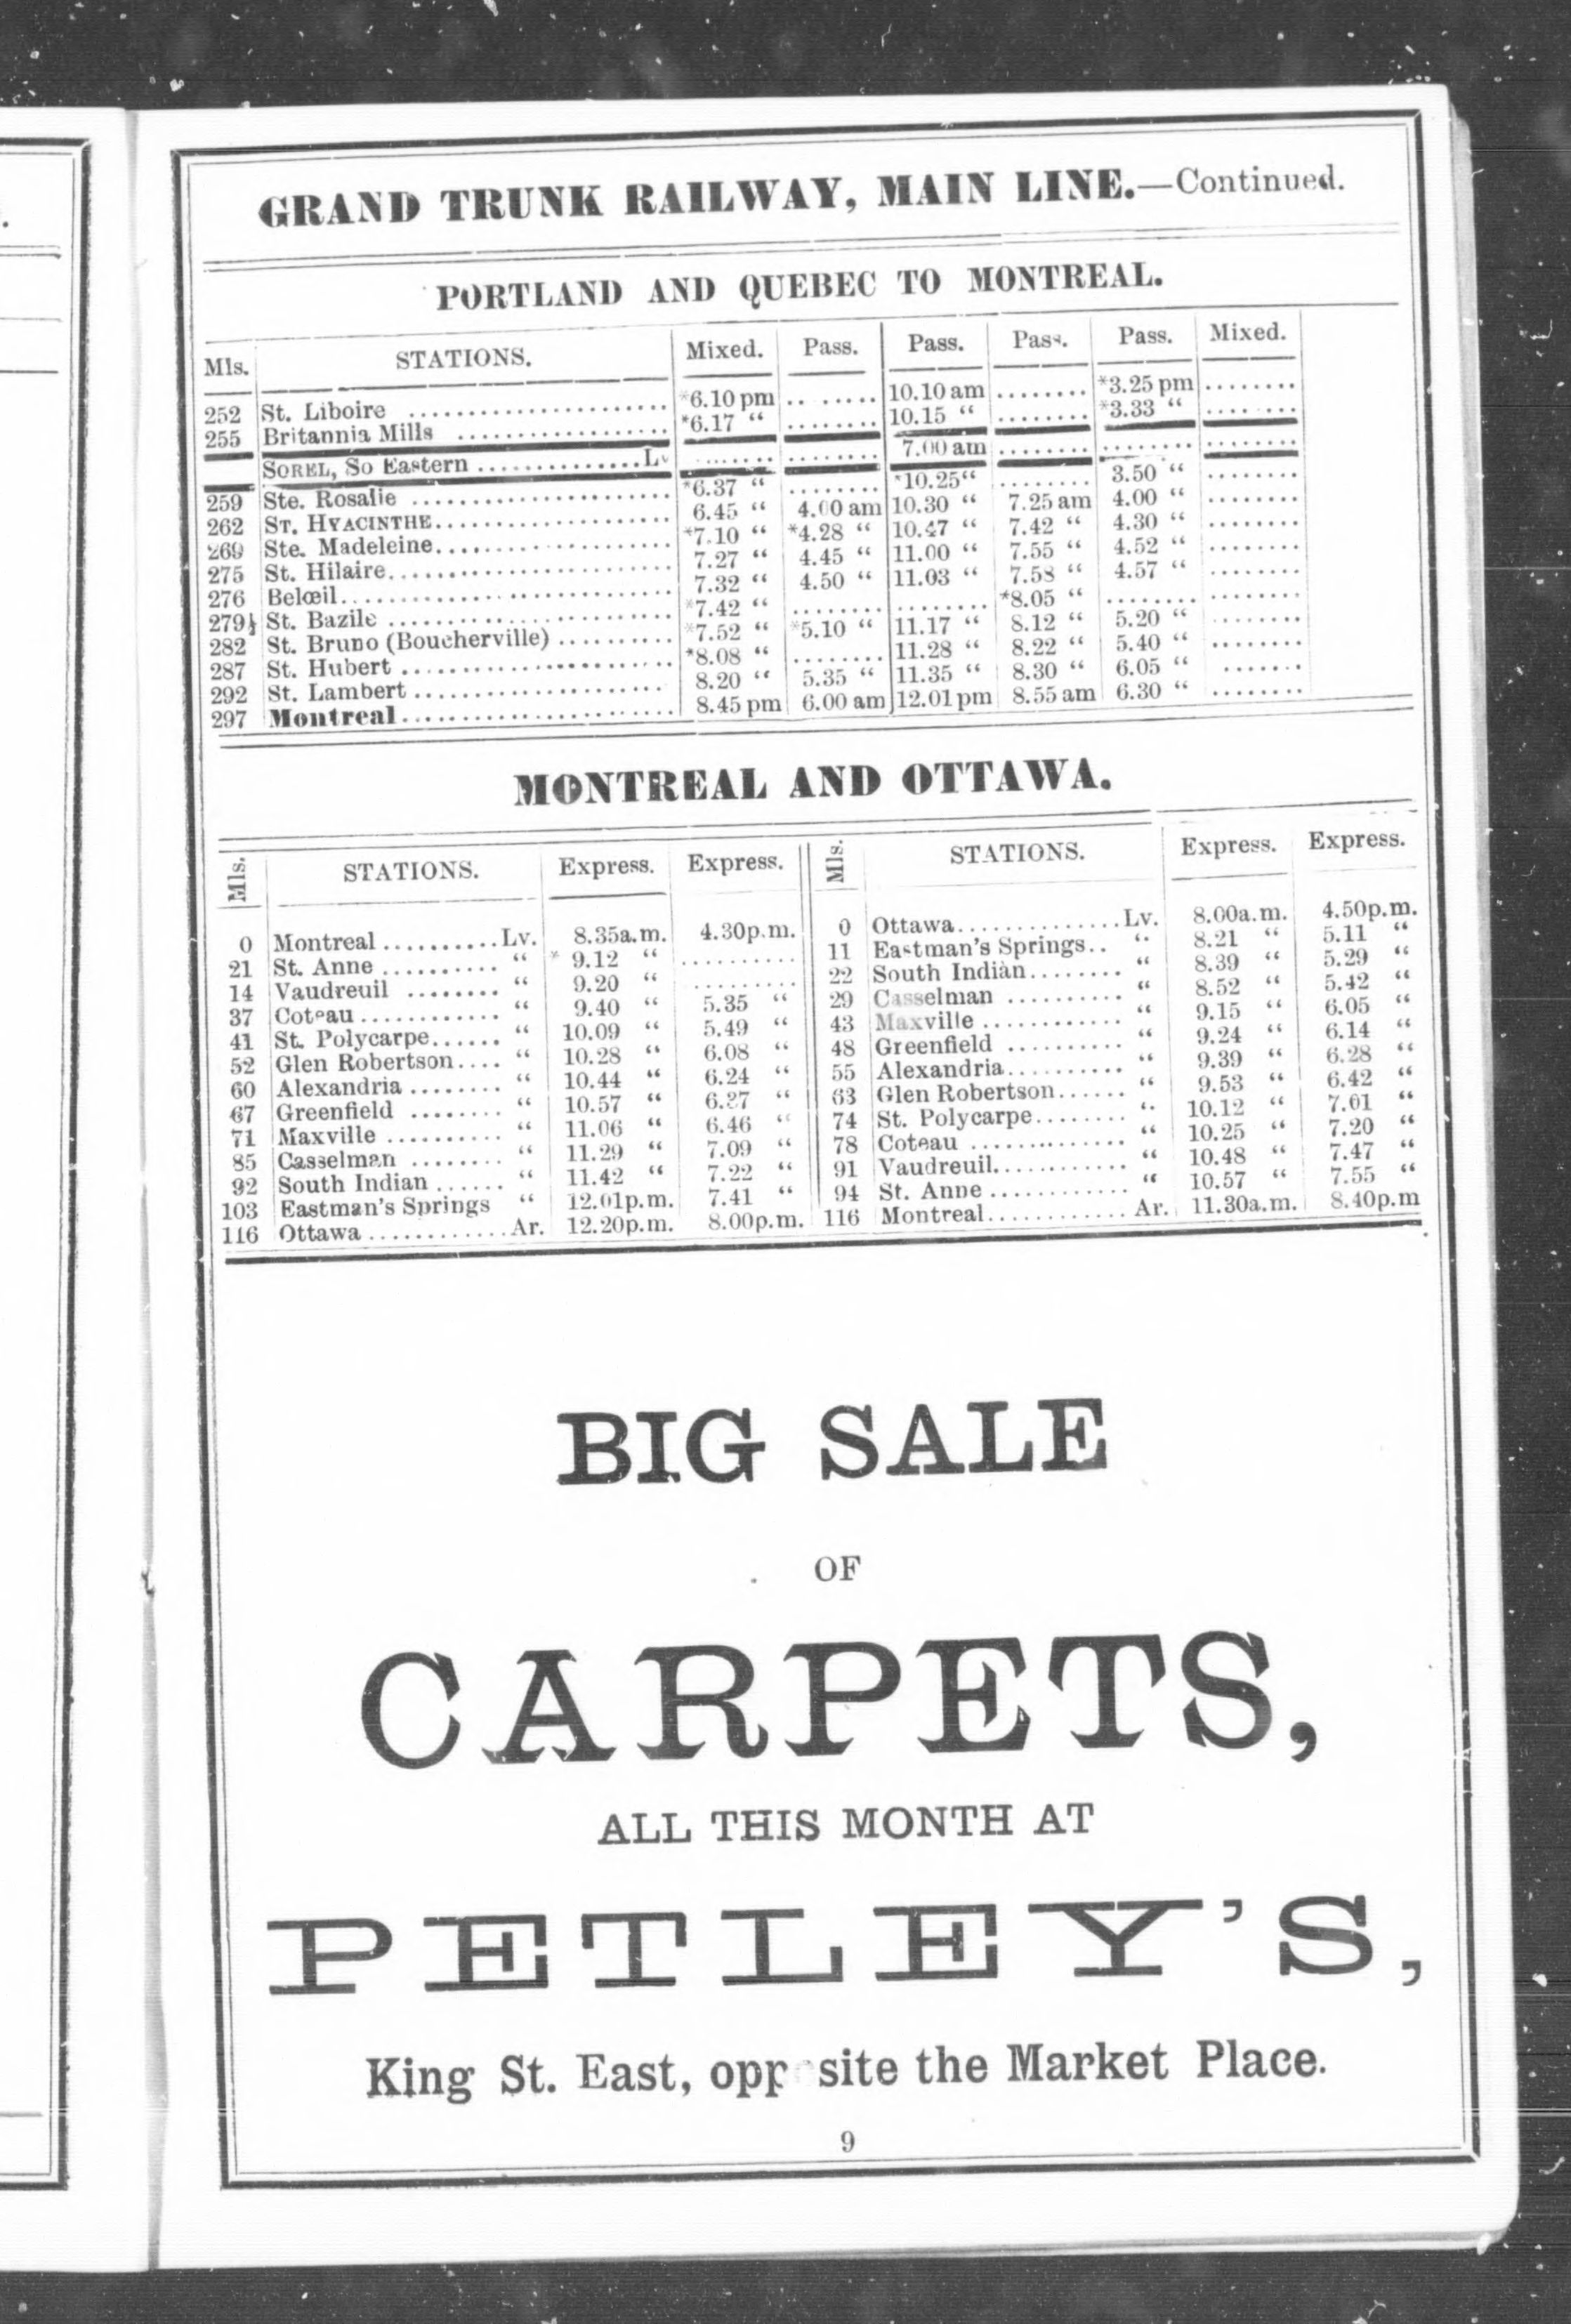 GRAND TRUNK RAILWAY, MAIN LINE.—Continued.
PORTLAND AND QUEBEC TO MONTREAL.
Mls. STATIONS. Mixed. Pass. Pass. Pass. Pass. Mixed.
252 St. Liboire ........ *6.10 pm ........ 10.10 am ........ *3.25 pm ........
255 Britannia Mills ........ *6.17 “ ........ 10.15 “ ........ *3.33 “ ........
SOREL, So Eastern ........ Lv ........ ........ 7.00 am ........ ........ ........
259 Ste. Rosalie ........ *6.37 “ ........ *10.25 “ ........ 3.50 “ ........
262 ST. HYACINTHE ........ 6.45 “ 4.00 am 10.30 “ 7.25 am 4.00 “ ........
269 Ste. Madeleine ........ *7.10 “ *4.28 “ 10.47 “ 7.42 “ 4.30 “ ........
275 St. Hilaire ........ 7.27 “ 4.45 “ 11.00 “ 7.55 “ 4.52 “ ........
276 Belœil ........ 7.32 “ 4.50 “ 11.03 “ 7.58 “ 4.57 “ ........
279½ St. Bazile ........ *7.42 “ ........ ........ *8.05 “ ........ ........
282 St. Bruno (Boucherville) ........ *7.52 “ *5.10 “ 11.17 “ 8.12 “ 5.20 “ ........
287 St. Hubert ........ *8.08 “ ........ 11.28 “ 8.22 “ 5.40 “ ........
292 St. Lambert ........ 8.20 “ 5.35 “ 11.35 “ 8.30 “ 6.05 “ ........
297 Montreal ........ 8.45 pm 6.00 am 12.01 pm 8.55 am 6.30 “ ........
MONTREAL AND OTTAWA.
Mls. STATIONS. Express. Express. Mls. STATIONS. Express. Express.
0 Montreal .......... Lv. 8.35a.m. 4.30p.m. 0 Ottawa .......... Lv. 8.00a.m. 4.50p.m.
21 St. Anne .......... “ * 9.12 “ .......... 11 Eastman's Springs.. “ 8.21 “ 5.11 “
14 Vaudreuil ........ “ 9.20 “ .......... 22 South Indian ........ “ 8.39 “ 5.29 “
37 Coteau .......... “ 9.40 “ 5.35 “ 29 Casselman .......... “ 8.52 “ 5.42 “
41 St. Polycarpe ...... “ 10.09 “ 5.49 “ 43 Maxville .......... “ 9.15 “ 6.05 “
52 Glen Robertson .... “ 10.28 “ 6.08 “ 48 Greenfield .......... “ 9.24 “ 6.14 “
60 Alexandria ........ “ 10.44 “ 6.24 “ 55 Alexandria .......... “ 9.39 “ 6.28 “
67 Greenfield ........ “ 10.57 “ 6.37 “ 63 Glen Robertson ...... “ 9.53 “ 6.42 “
71 Maxville .......... “ 11.06 “ 6.46 “ 74 St. Polycarpe ........ “ 10.12 “ 7.01 “
85 Casselman ........ “ 11.29 “ 7.09 “ 78 Coteau .......... “ 10.25 “ 7.20 “
92 South Indian ...... “ 11.42 “ 7.22 “ 91 Vaudreuil .......... “ 10.48 “ 7.47 “
103 Eastman's Springs “ 12.01p.m. 7.41 “ 94 St. Anne .......... “ 10.57 “ 7.55 “
116 Ottawa .......... Ar. 12.20p.m. 8.00p.m. 116 Montreal .......... Ar. 11.30a.m. 8.40p.m
BIG SALE
OF
CARPETS,
ALL THIS MONTH AT
PETLEY'S,
King St. East, opposite the Market Place.
9